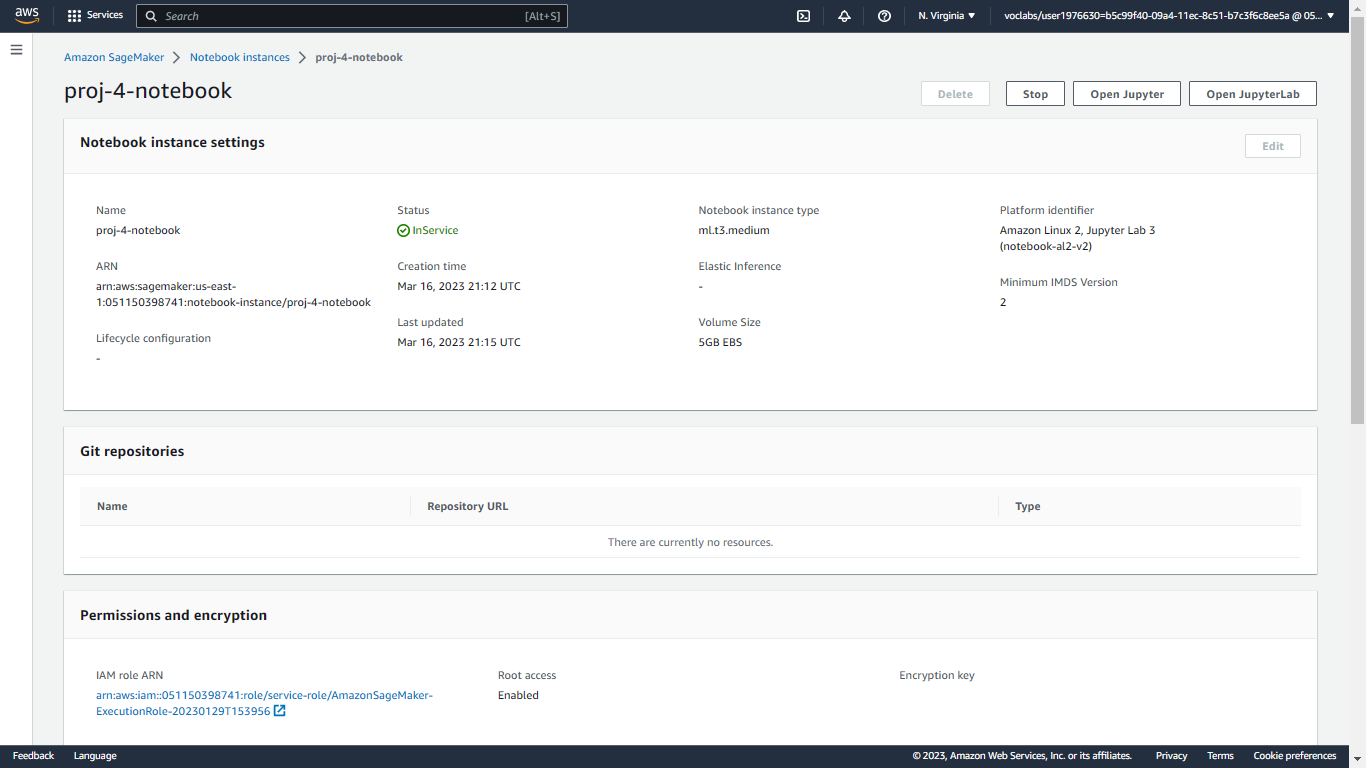 aws
Services
Search
[Alt+S]
N. Virginia
voclabs/user1976630=b5c99f40-09a4-11ec-8c51-b7c3f6c8ee5a @ 05...
Amazon SageMaker
Notebook instances
proj-4-notebook
proj-4-notebook
Delete
Stop
Open Jupyter
Open JupyterLab
Notebook instance settings
Edit
Name
proj-4-notebook
ARN
arn:aws:sagemaker:us-east-
1:051150398741:notebook-instance/proj-4-notebook
Lifecycle configuration
-
Status
InService
Creation time
Mar 16, 2023 21:12 UTC
Last updated
Mar 16, 2023 21:15 UTC
Notebook instance type
ml.t3.medium
Elastic Inference
-
Volume Size
5GB EBS
Platform identifier
Amazon Linux 2, Jupyter Lab 3
(notebook-al2-v2)
Minimum IMDS Version
2
Git repositories
Name
Repository URL
Type
There are currently no resources.
Permissions and encryption
IAM role ARN
arn:aws:iam::051150398741:role/service-role/AmazonSageMaker-
ExecutionRole-20230129T153956
Root access
Enabled
Encryption key
Feedback
Language
© 2023, Amazon Web Services, Inc. or its affiliates.
Privacy
Terms
Cookie preferences